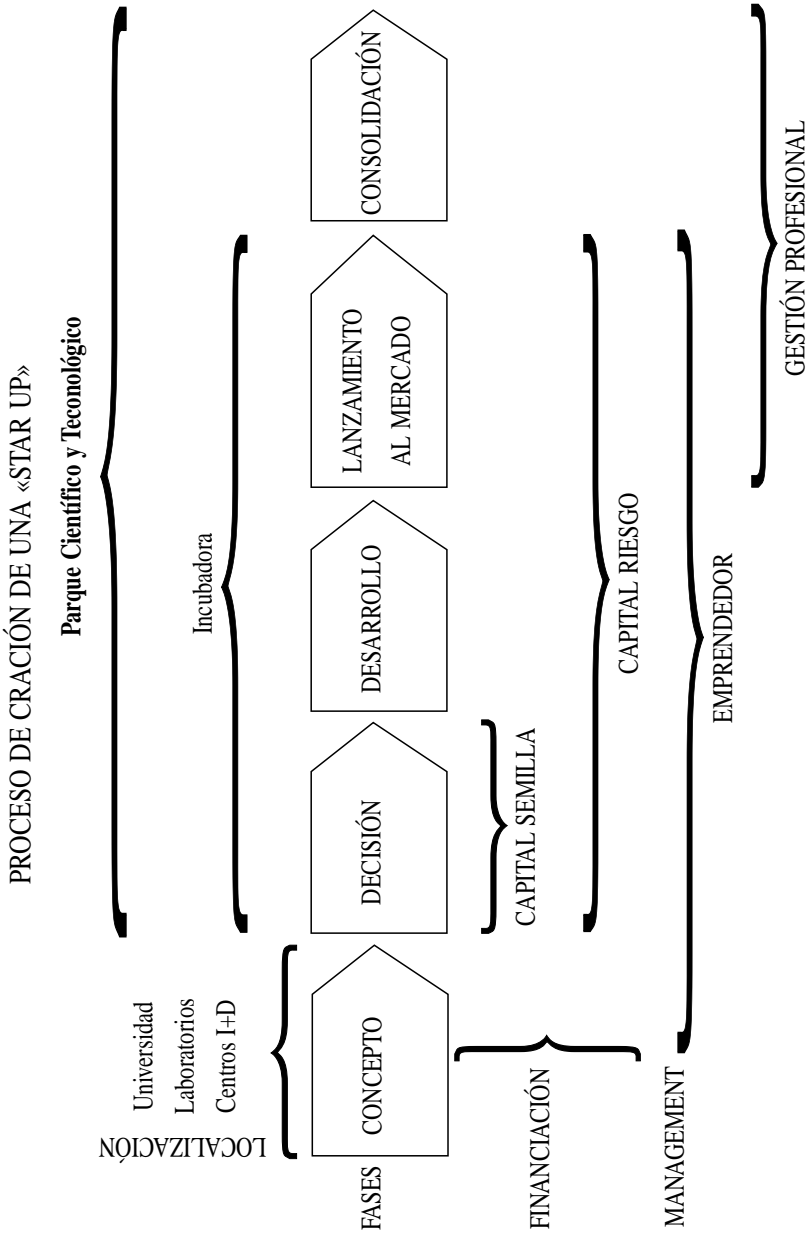 PROCESO DE CRACIÓN DE UNA «STAR UP»
Parque Científico y Teconológico
Incubadora
Universidad
Laboratorios
Centros I+D
LOCALIZACIÓN
FASES
CONCEPTO
DECISIÓN
DESARROLLO
LANZAMIENTO
AL MERCADO
CONSOLIDACIÓN
FINANCIACIÓN
CAPITAL SEMILLA
CAPITAL RIESGO
MANAGEMENT
EMPRENDEDOR
GESTIÓN PROFESIONAL